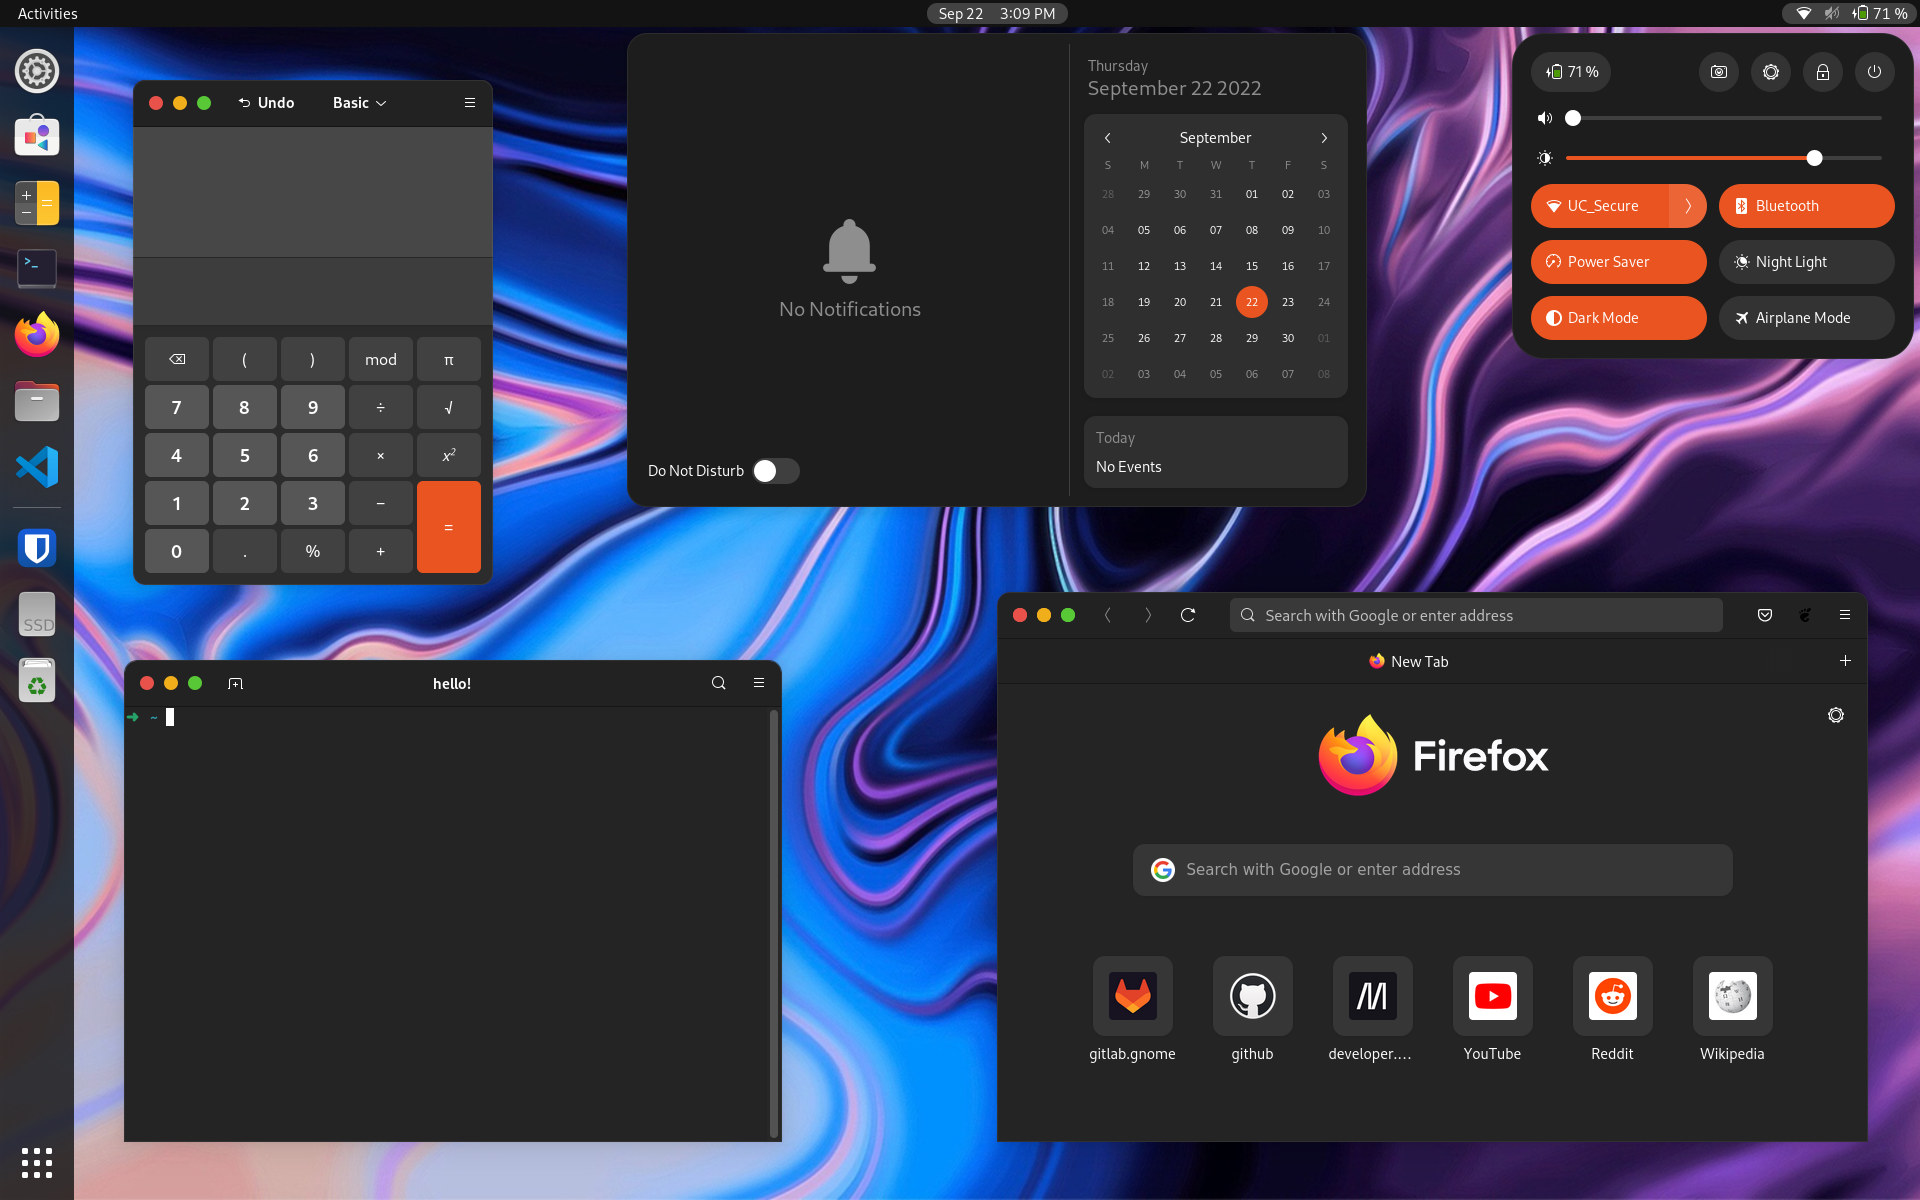 Activities
Sep 22 3:09 PM
71 %
Undo Basic
mod π
( )
7 8 9 ÷ √
4 5 6 × x²
1 2 3 −
0 . % + =
No Notifications
Do Not Disturb
Thursday
September 22 2022
September
S M T W T F S
28 29 30 31 01 02 03
04 05 06 07 08 09 10
11 12 13 14 15 16 17
18 19 20 21 22 23 24
25 26 27 28 29 30 01
02 03 04 05 06 07 08
Today
No Events
71 %
UC_Secure Bluetooth
Power Saver Night Light
Dark Mode Airplane Mode
SSD
hello!
~
Search with Google or enter address
New Tab
Firefox
Search with Google or enter address
gitlab.gnome github developer.... YouTube Reddit Wikipedia